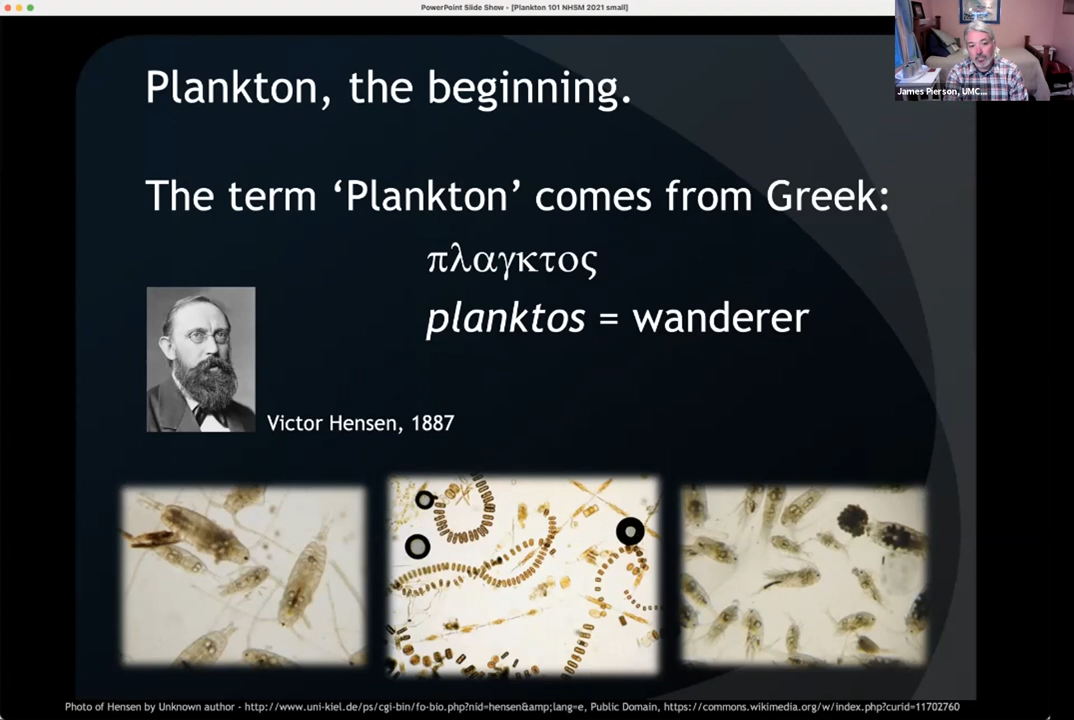 PowerPoint Slide Show - [Plankton 101 NHSM 2021 small]
James Pierson, UMC...
Plankton, the beginning.
The term ‘Plankton’ comes from Greek:
πλαγκτος
planktos = wanderer
Victor Hensen, 1887
Photo of Hensen by Unknown author - http://www.uni-kiel.de/ps/cgi-bin/fo-bio.php?nid=hensen&amp;lang=e, Public Domain, https://commons.wikimedia.org/w/index.php?curid=11702760